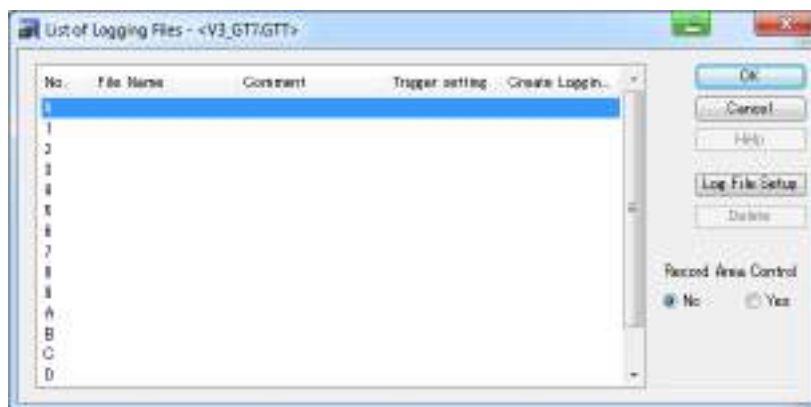 List of Logging Files - <V3_GT7.GTT>
No. File Name Comment Trigger setting Create Loggin...
0
1
2
3
4
5
6
7
8
9
A
B
C
D
OK
Cancel
Help
Log File Setup
Delete
Record Area Control
No Yes